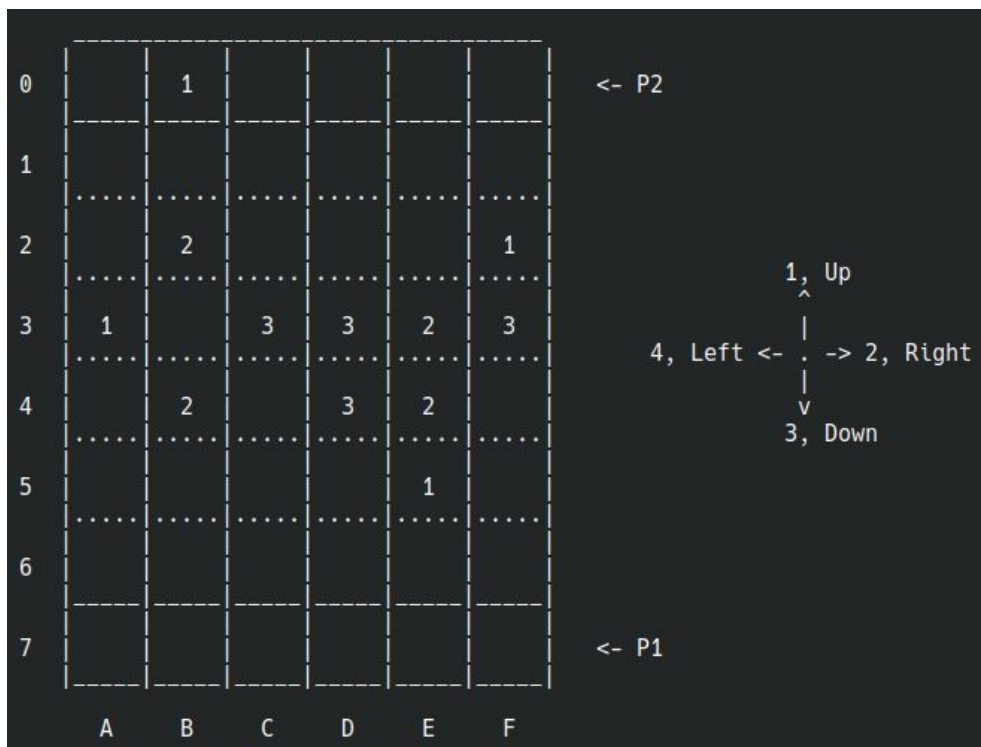 0 1 <- P2
1
2 2 1
1, Up
3 1 3 3 2 3
4, Left <- . -> 2, Right
4 2 3 2
3, Down
5 1
6
7 <- P1
A B C D E F